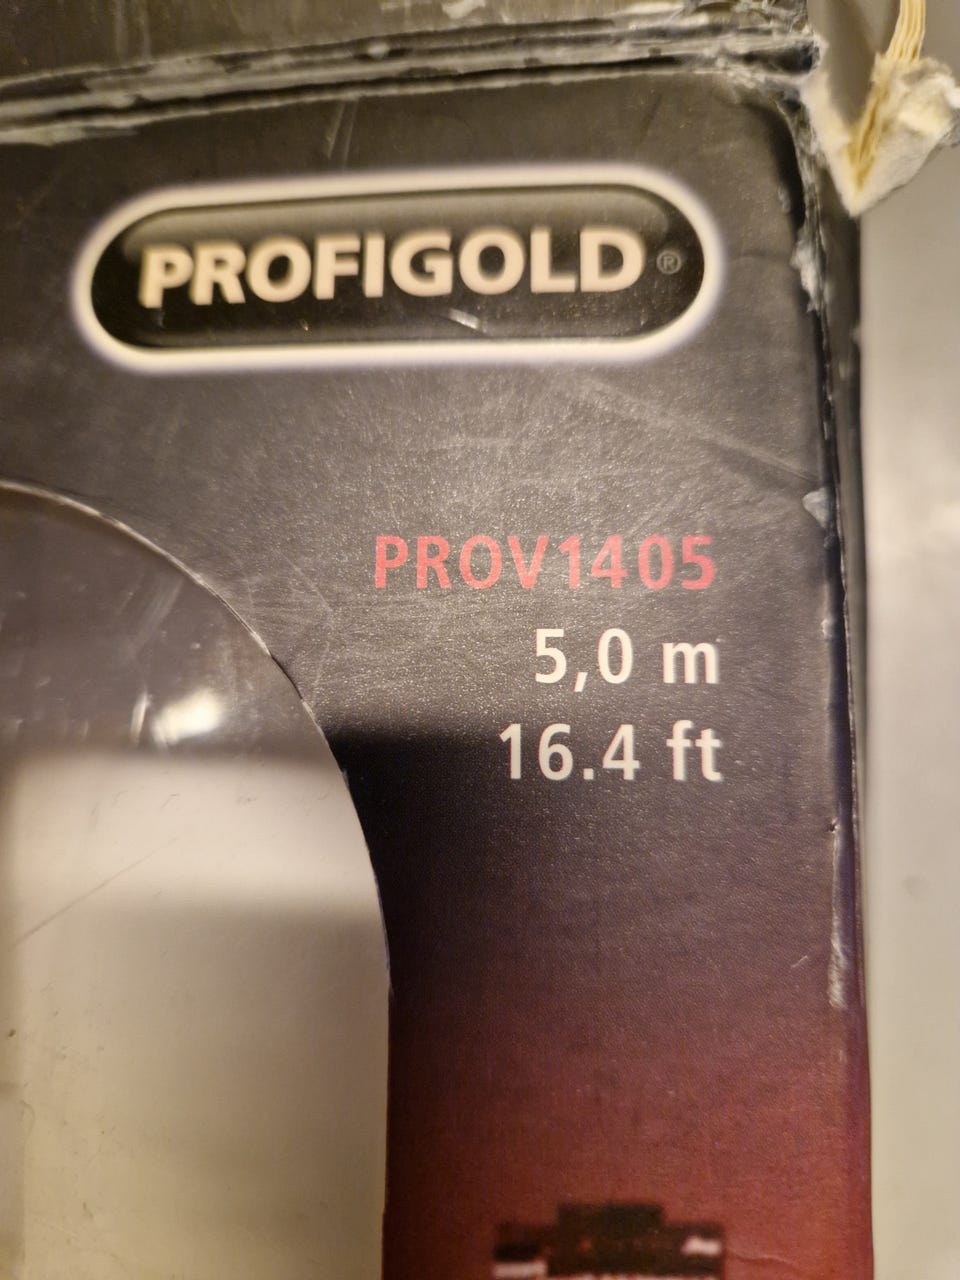 PROFIGOLD®
PROV1405
5,0 m
16.4 ft